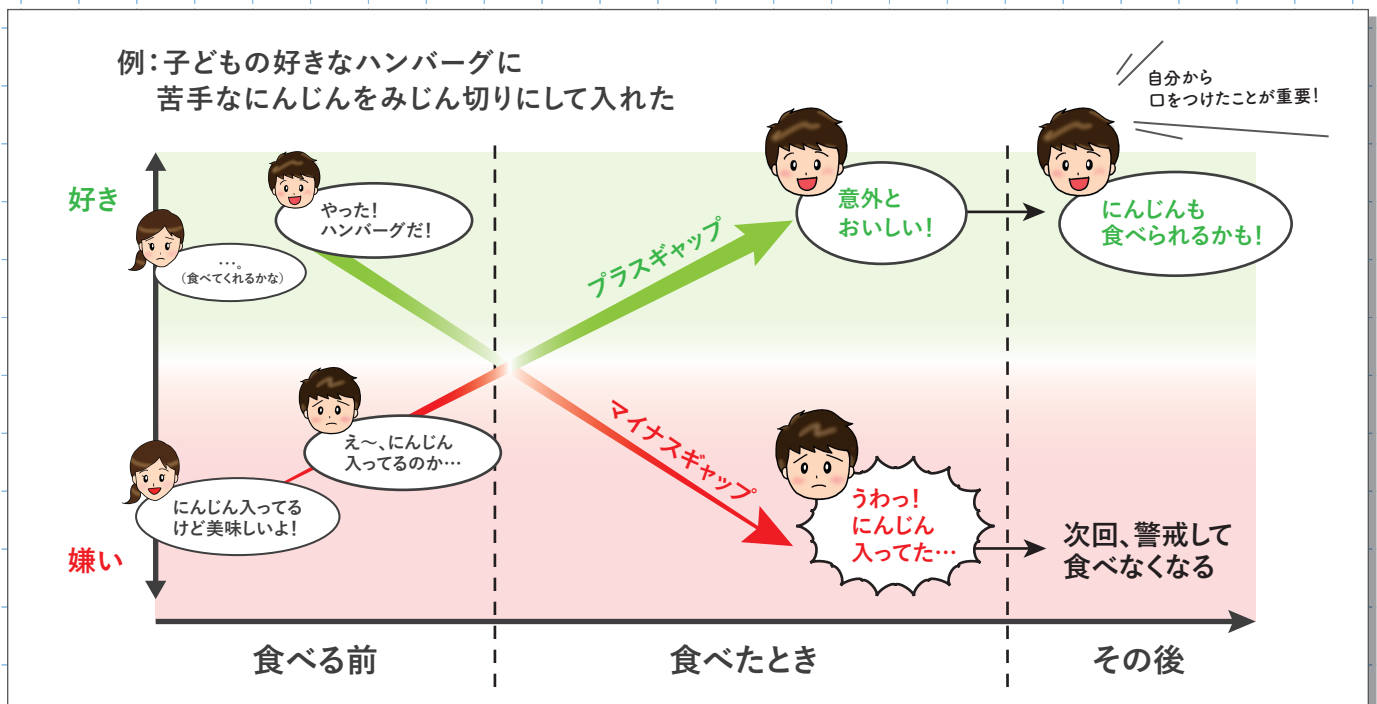 例：子どもの好きなハンバーグに
苦手なにんじんをみじん切りにして入れた
自分から
口をつけたことが重要！
好き
やった！
ハンバーグだ！
…。
（食べてくれるかな）
プラスギャップ
意外と
おいしい！
にんじんも
食べられるかも！
え〜、にんじん
入ってるのか…
にんじん入ってる
けど美味しいよ！
マイナスギャップ
うわっ！
にんじん
入ってた…
次回、警戒して
食べなくなる
嫌い
食べる前
食べたとき
その後